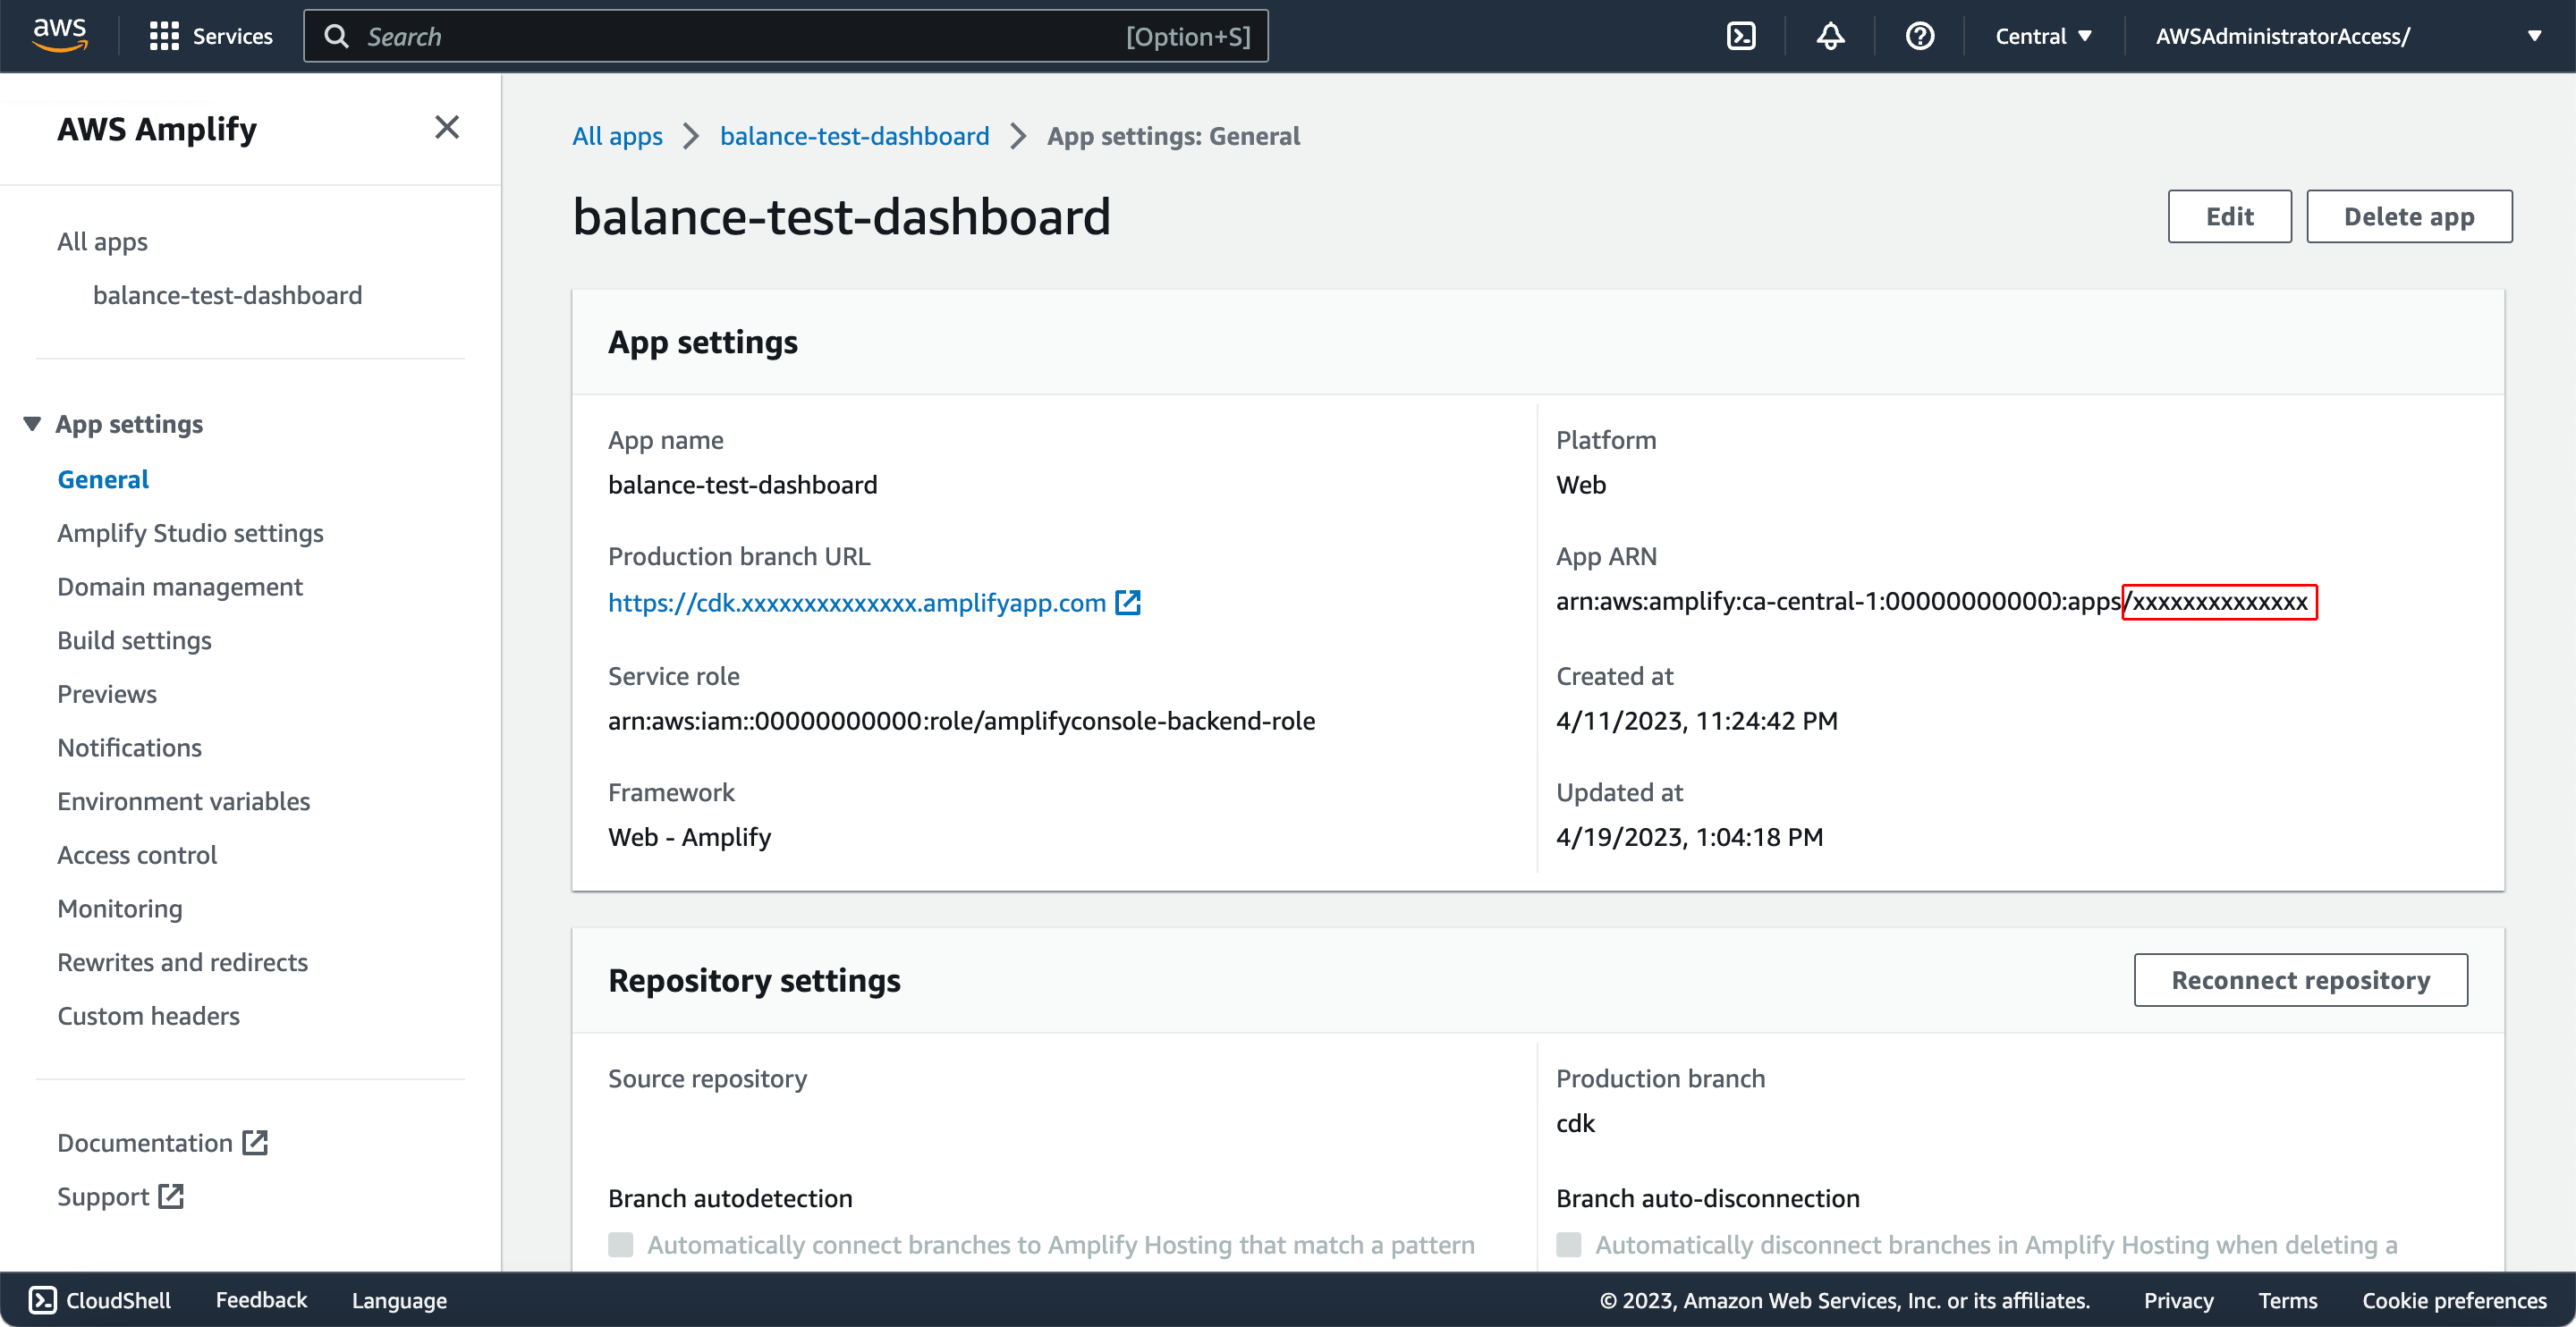 aws Services Search [Option+S] Central AWSAdministratorAccess/
AWS Amplify
All apps
balance-test-dashboard
App settings
General
Amplify Studio settings
Domain management
Build settings
Previews
Notifications
Environment variables
Access control
Monitoring
Rewrites and redirects
Custom headers
Documentation
Support
All apps > balance-test-dashboard > App settings: General
balance-test-dashboard
Edit Delete app
App settings
App name
balance-test-dashboard
Production branch URL
https://cdk.xxxxxxxxxxxxxx.amplifyapp.com
Service role
arn:aws:iam::00000000000:role/amplifyconsole-backend-role
Framework
Web - Amplify
Platform
Web
App ARN
arn:aws:amplify:ca-central-1:000000000000:apps/xxxxxxxxxxxxxx
Created at
4/11/2023, 11:24:42 PM
Updated at
4/19/2023, 1:04:18 PM
Repository settings
Reconnect repository
Source repository
Branch autodetection
Automatically connect branches to Amplify Hosting that match a pattern
Production branch
cdk
Branch auto-disconnection
Automatically disconnect branches in Amplify Hosting when deleting a
CloudShell Feedback Language © 2023, Amazon Web Services, Inc. or its affiliates. Privacy Terms Cookie preferences